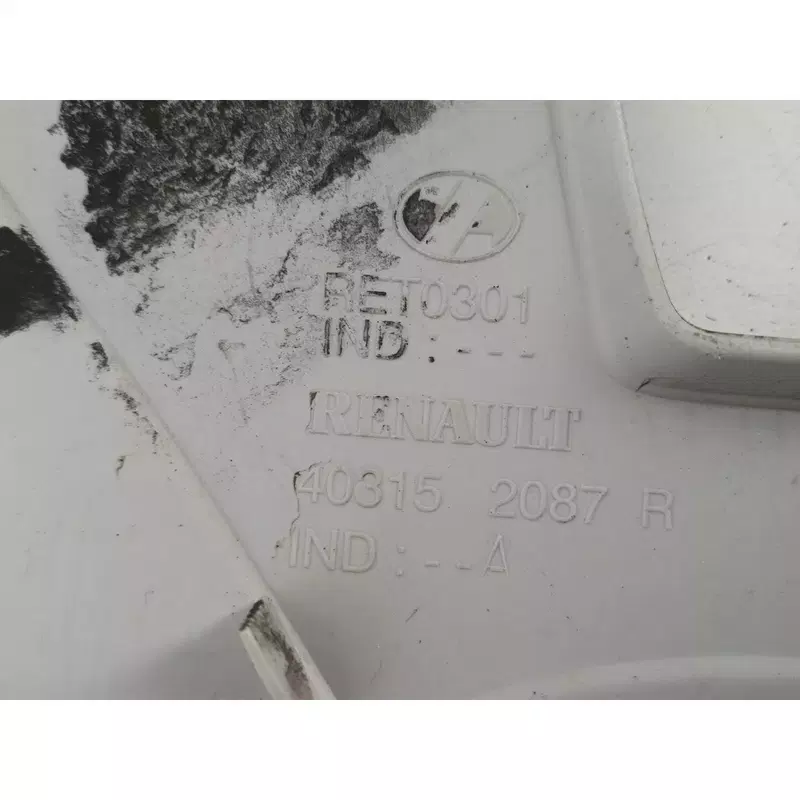 RET0301
IND : - - -
RENAULT
40315 2087 R
IND : - - A